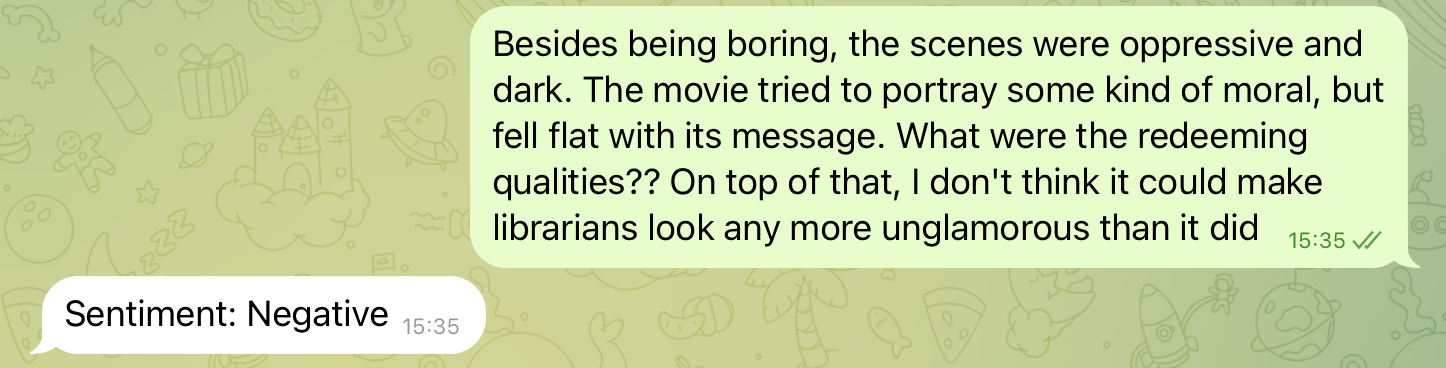 Besides being boring, the scenes were oppressive and
dark. The movie tried to portray some kind of moral, but
fell flat with its message. What were the redeeming
qualities?? On top of that, I don't think it could make
librarians look any more unglamorous than it did 15:35
Sentiment: Negative 15:35